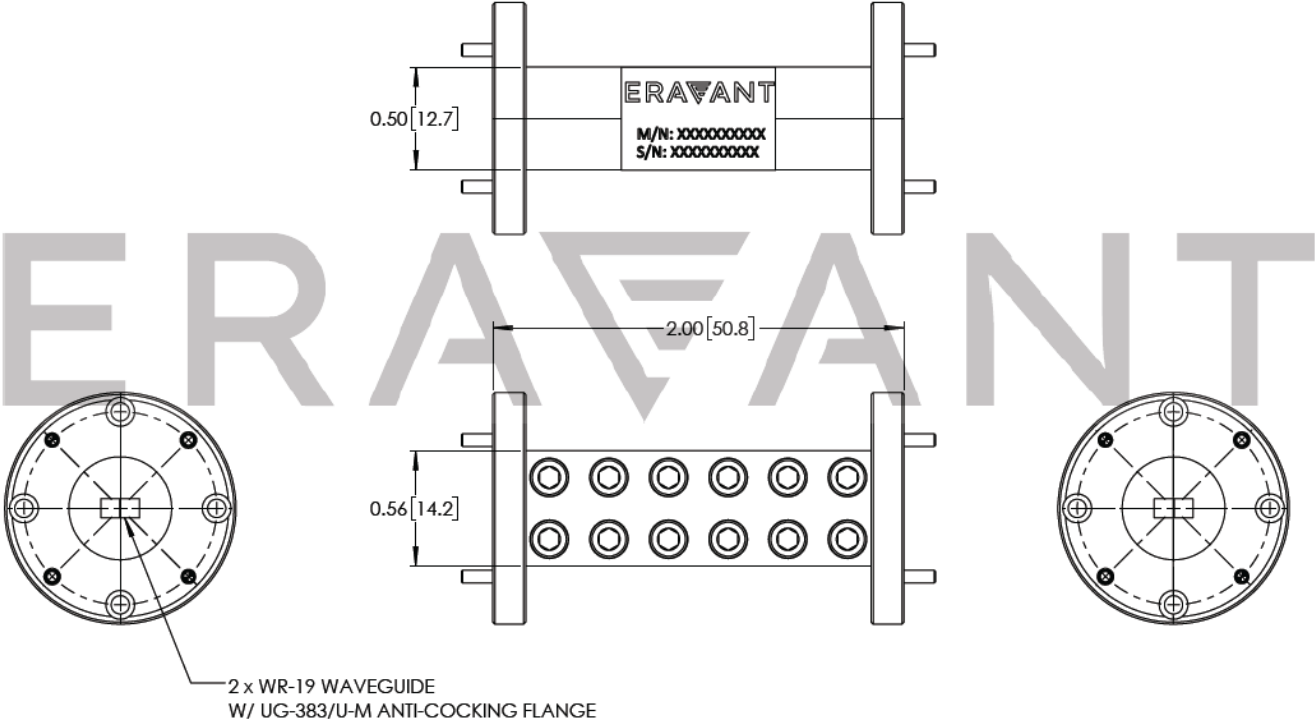 ERAVANT
0.50[12.7]
M/N: XXXXXXXXXX
S/N: XXXXXXXXXX
ERAVANT
2.00[50.8]
0.56[14.2]
2 x WR-19 WAVEGUIDE
W/ UG-383/U-M ANTI-COCKING FLANGE